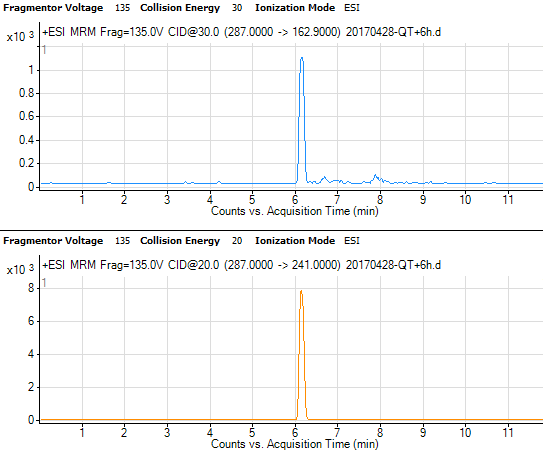 Fragmentor Voltage 135 Collision Energy 30 Ionization Mode ESI
x10 3 +ESI MRM Frag=135.0V CID@30.0 (287.0000 -> 162.9000) 20170428-QT+6h.d
1
1
0.8
0.6
0.4
0.2
0
1 2 3 4 5 6 7 8 9 10 11
Counts vs. Acquisition Time (min)
Fragmentor Voltage 135 Collision Energy 20 Ionization Mode ESI
x10 3 +ESI MRM Frag=135.0V CID@20.0 (287.0000 -> 241.0000) 20170428-QT+6h.d
1
8
6
4
2
0
1 2 3 4 5 6 7 8 9 10 11
Counts vs. Acquisition Time (min)